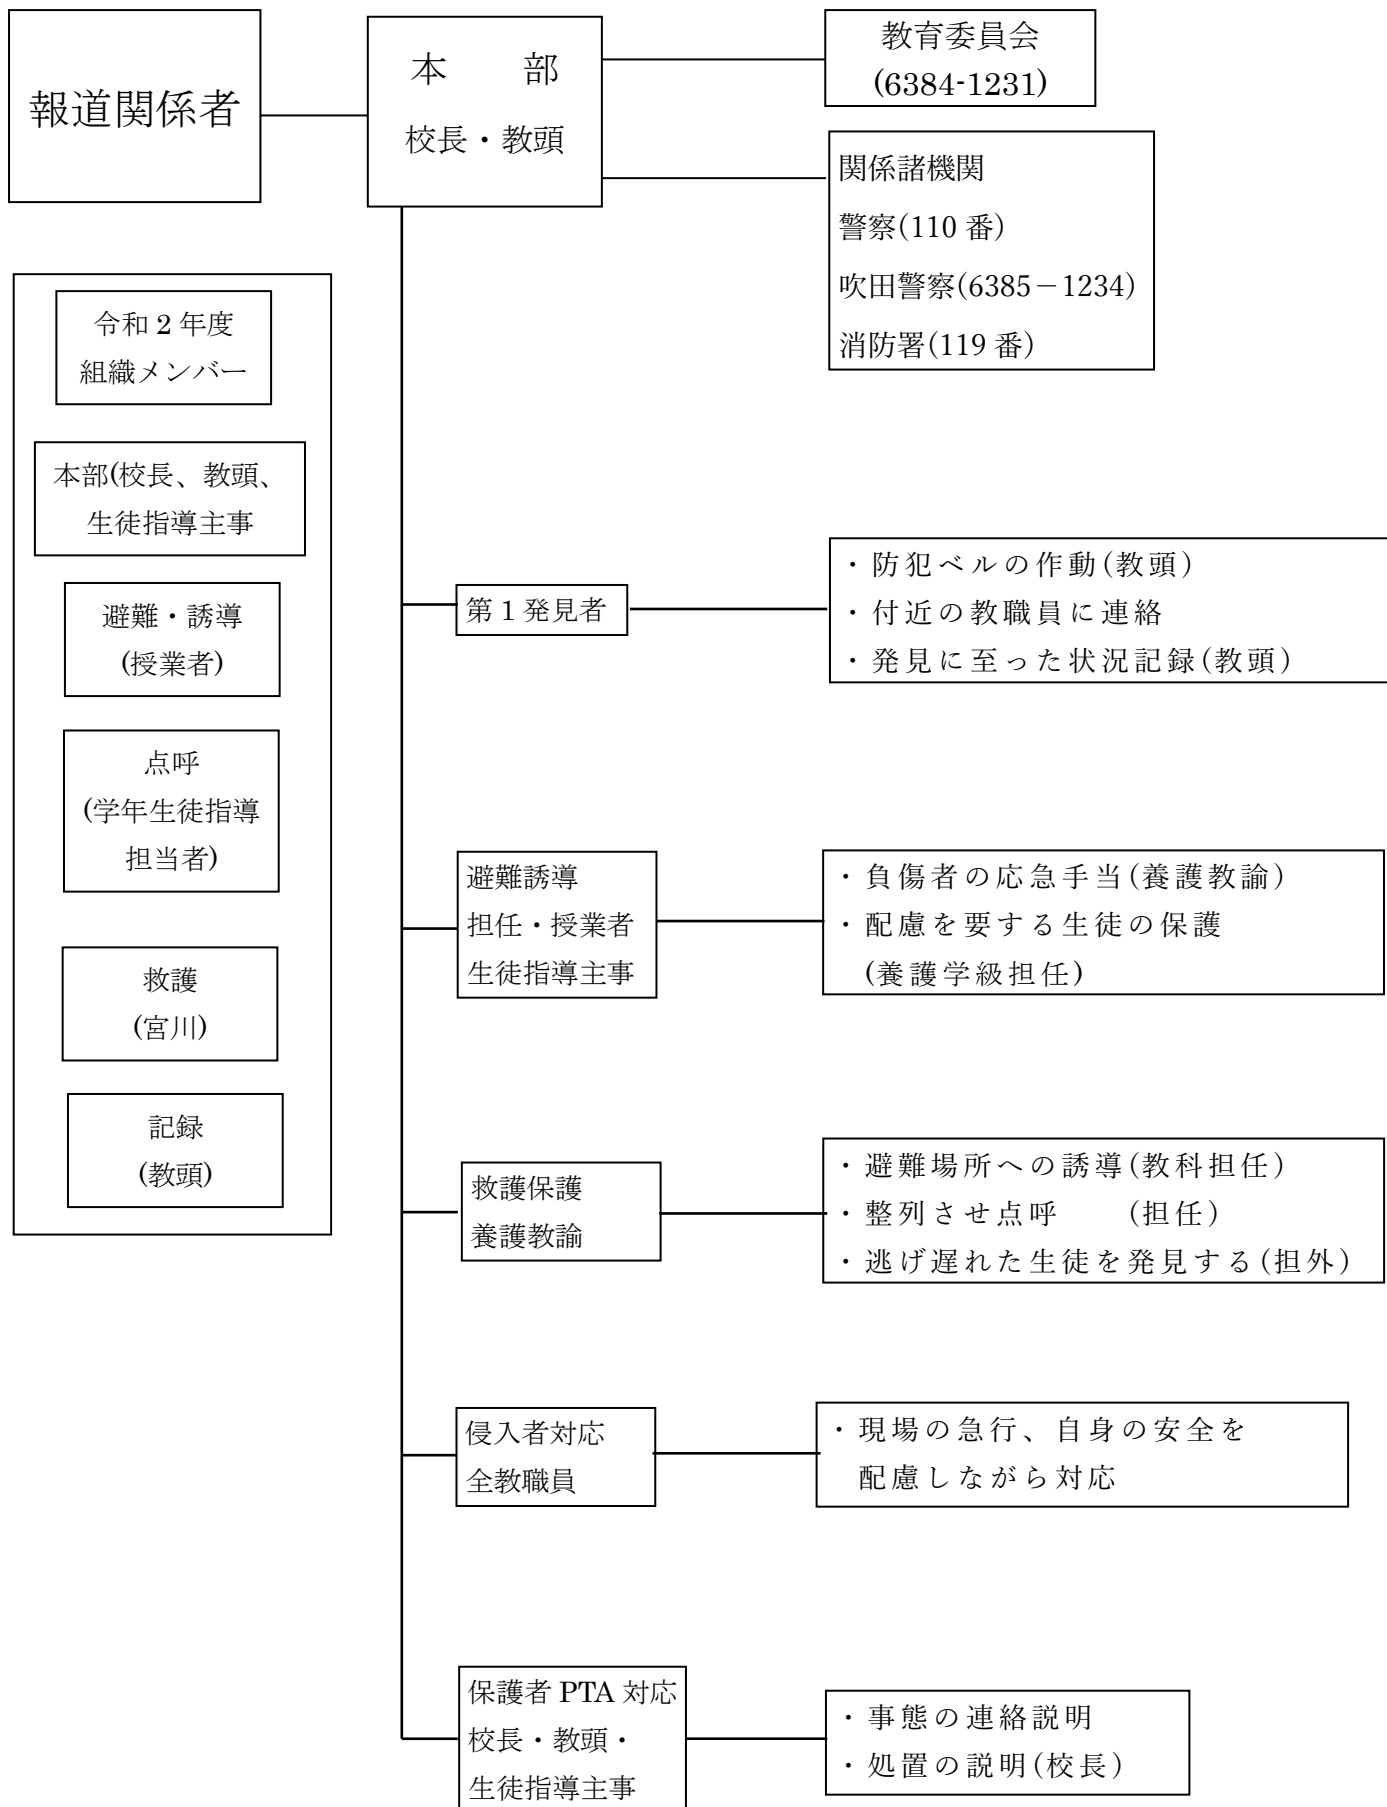 報道関係者
本　　部
校長・教頭
教育委員会
(6384-1231)
関係諸機関
警察(110 番)
吹田警察(6385－1234)
消防署(119 番)
令和 2 年度
組織メンバー
本部(校長、教頭、
生徒指導主事
避難・誘導
(授業者)
点呼
(学年生徒指導
担当者)
救護
(宮川)
記録
(教頭)
第 1 発見者
・防犯ベルの作動(教頭)
・付近の教職員に連絡
・発見に至った状況記録(教頭)
避難誘導
担任・授業者
生徒指導主事
・負傷者の応急手当(養護教諭)
・配慮を要する生徒の保護
(養護学級担任)
救護保護
養護教諭
・避難場所への誘導(教科担任)
・整列させ点呼　　(担任)
・逃げ遅れた生徒を発見する(担外)
侵入者対応
全教職員
・現場の急行、自身の安全を
配慮しながら対応
保護者 PTA 対応
校長・教頭・
生徒指導主事
・事態の連絡説明
・処置の説明(校長)